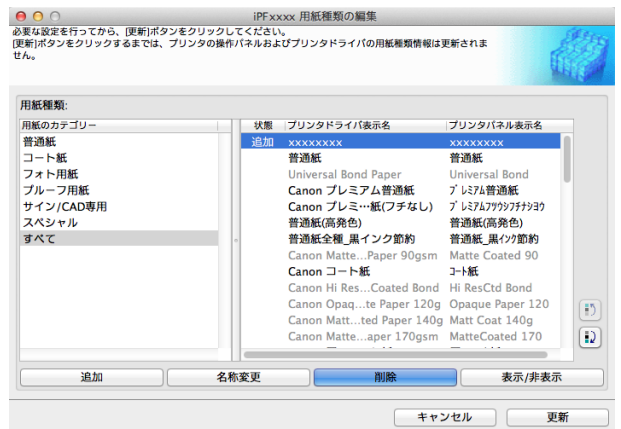 iPFxxxx 用紙種類の編集
必要な設定を行ってから、[更新]ボタンをクリックしてください。
[更新]ボタンをクリックするまでは、プリンタの操作パネルおよびプリンタドライバの用紙種類情報は更新されま
せん。
用紙種類:
用紙のカテゴリー
普通紙
コート紙
フォト用紙
プルーフ用紙
サイン/CAD専用
スペシャル
すべて
状態 プリンタドライバ表示名 プリンタパネル表示名
追加 xxxxxxxx xxxxxxxx
普通紙 普通紙
Universal Bond Paper Universal Bond
Canon プレミアム普通紙 プレミアム普通紙
Canon プレミ…紙(フチなし) プレミアムフツウシフチナシヨウ
普通紙(高発色) 普通紙(高発色)
普通紙全種_黒インク節約 普通紙_黒インク節約
Canon Matte…Paper 90gsm Matte Coated 90
Canon コート紙 コート紙
Canon Hi Res…Coated Bond Hi ResCtd Bond
Canon Opaq…te Paper 120g Opaque Paper 120
Canon Matt…ted Paper 140g Matt Coat 140g
Canon Matte…aper 170gsm MatteCoated 170
追加 名称変更 削除 表示/非表示
キャンセル 更新